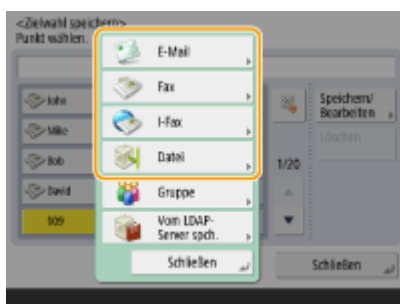 <Zielwahl speichern>
Punkt wählen.
E-Mail
Fax
I-Fax
Datei
Gruppe
Vom LDAP-
Server spch.
Schließen
John
Mike
Bob
David
509
Speichern/
Bearbeiten
Löschen
1/20
Schließen